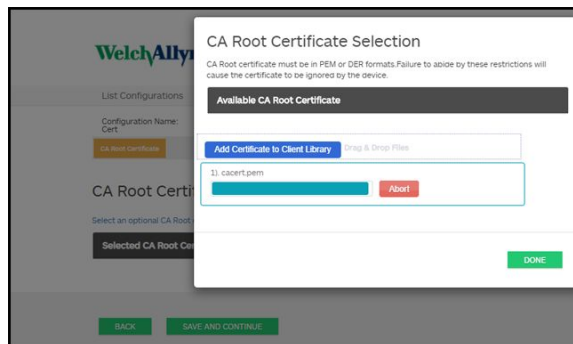 WelchAllyn
List Configurations
Configuration Name:
Cert
CA Root Certificate
CA Root Certi
Select an optional CA Root
Selected CA Root Cer
BACK
SAVE AND CONTINUE
CA Root Certificate Selection
CA Root certificate must be in PEM or DER formats.Failure to abide by these restrictions will
cause the certificate to be ignored by the device.
Available CA Root Certificate
Add Certificate to Client Library
Drag & Drop Files
1). cacert.pem
Abort
DONE